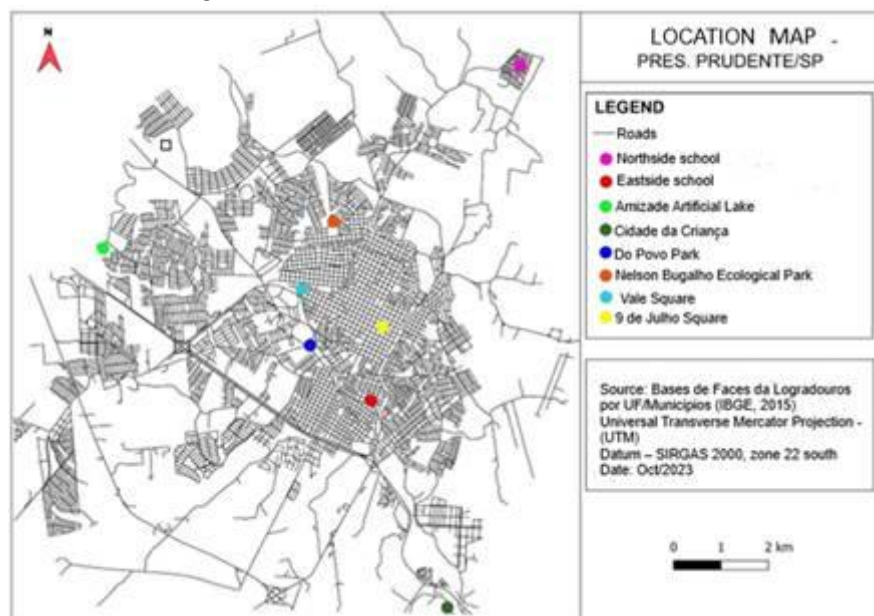 N
LOCATION MAP -
PRES. PRUDENTE/SP
LEGEND
Roads
Northside school
Eastside school
Amizade Artificial Lake
Cidade da Criança
Do Povo Park
Nelson Bugalho Ecological Park
Vale Square
9 de Julho Square
Source: Bases de Faces da Logradouros
por UF/Municipios (IBGE, 2015)
Universal Transverse Mercator Projection -
(UTM)
Datum – SIRGAS 2000, zone 22 south
Date: Oct/2023
0 1 2 km